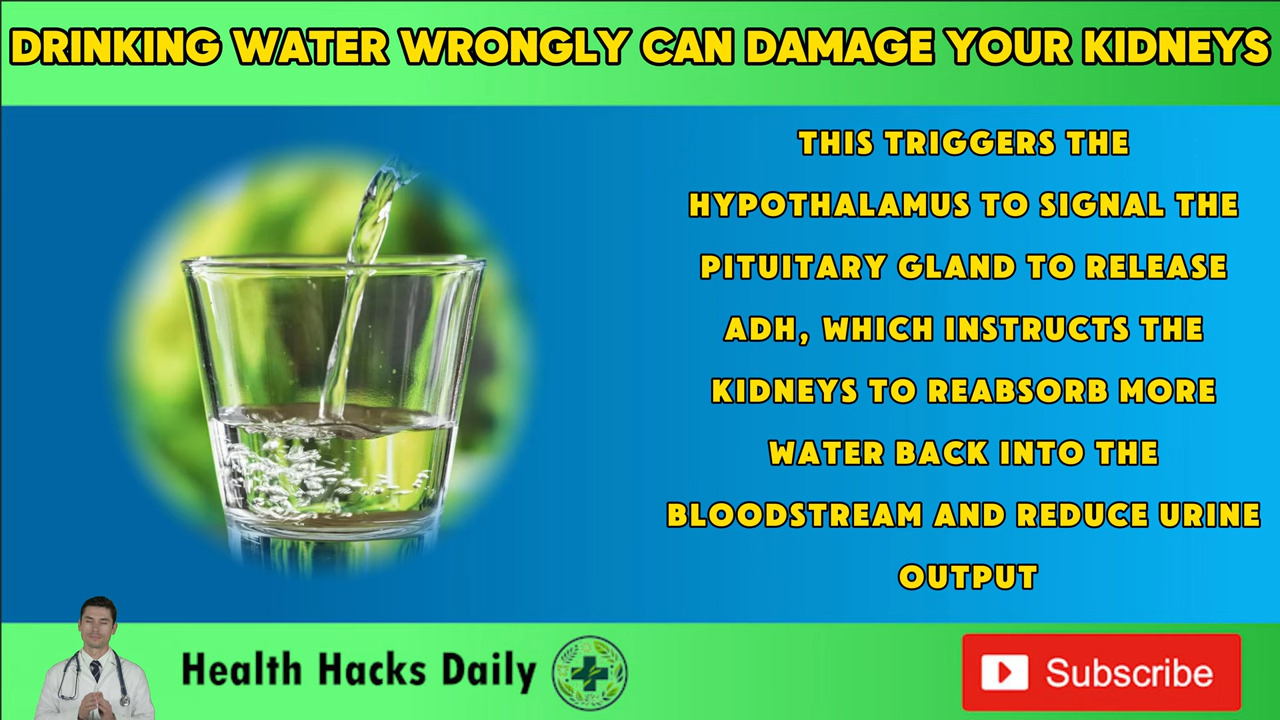 DRINKING WATER WRONGLY CAN DAMAGE YOUR KIDNEYS
THIS TRIGGERS THE
HYPOTHALAMUS TO SIGNAL THE
PITUITARY GLAND TO RELEASE
ADH, WHICH INSTRUCTS THE
KIDNEYS TO REABSORB MORE
WATER BACK INTO THE
BLOODSTREAM AND REDUCE URINE
OUTPUT
Health Hacks Daily
Subscribe